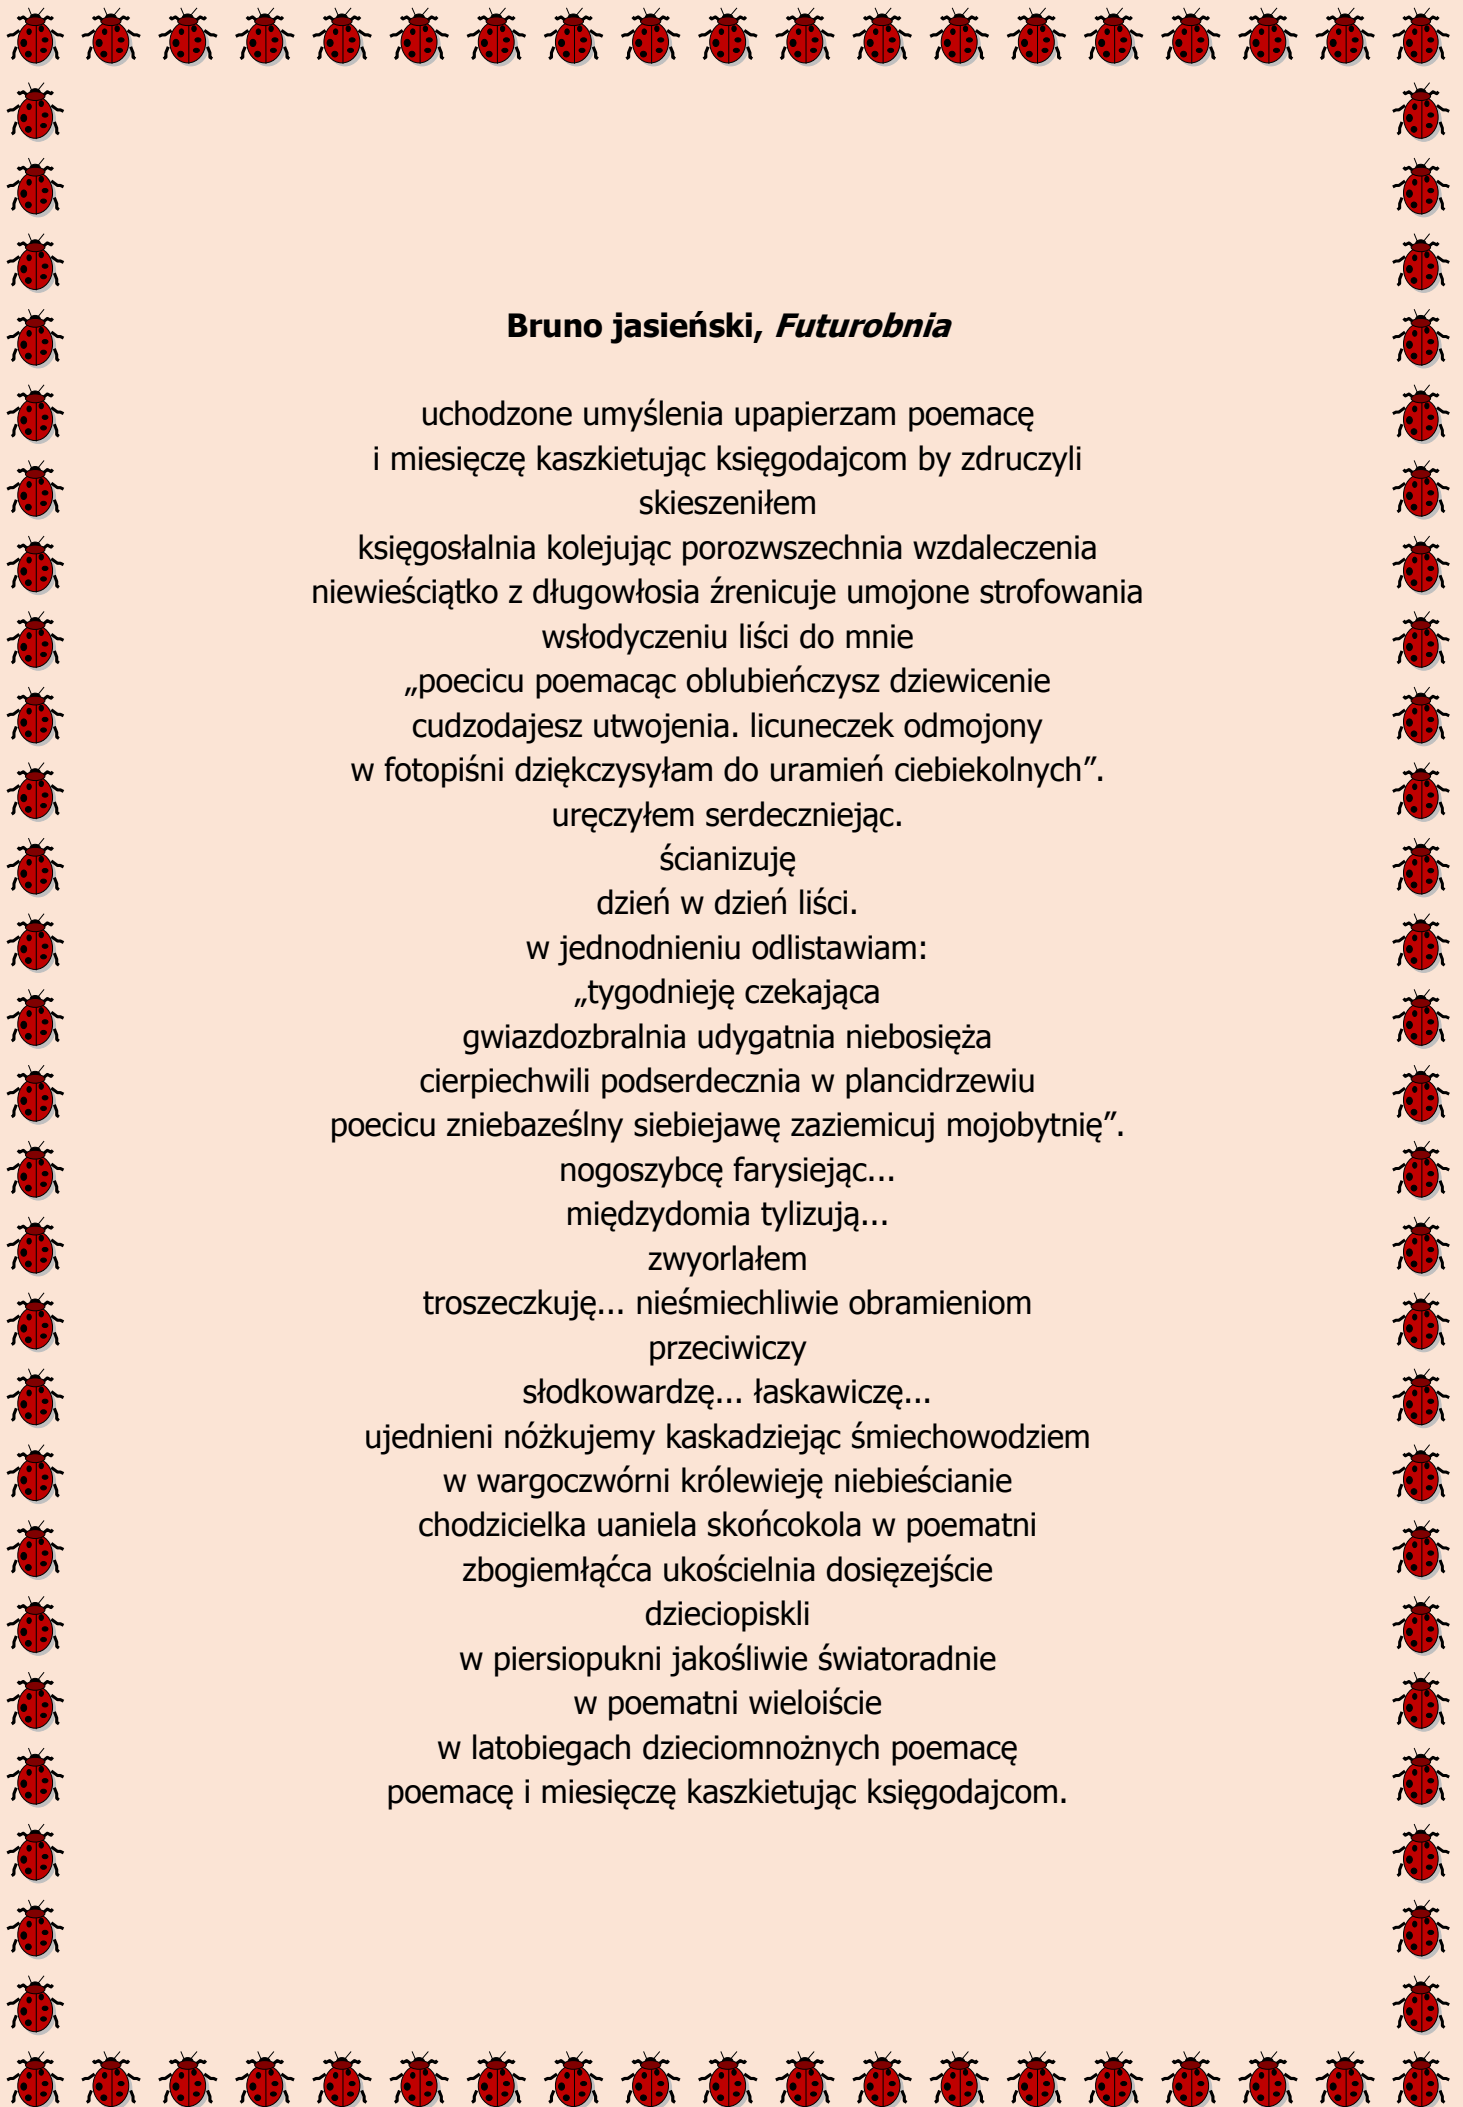 Bruno jasieński, Futurobnia
uchodzone umyślenia upapierzam poemacę
i miesięczę kaszkietując księgodajcom by zdruczyli
skieszeniłem
księgosłalnia kolejując porozwszechnia wzdaleczenia
niewieściątko z długowłosia źrenicuje umojone strofowania
wsłodyczeniu liści do mnie
„poecicu poemacąc oblubieńczysz dziewicenie
cudzodajesz utwojenia. licuneczek odmojony
w fotopiśni dziękczysyłam do uramień ciebiekolnych”.
uręczyłem serdeczniejąc.
ścianizuję
dzień w dzień liści.
w jednodnieniu odlistawiam:
„tygodnieję czekająca
gwiazdozbralnia udygatnia niebosięża
cierpiechwili podserdecznia w plancidrzewiu
poecicu zniebaześlny siebiejawę zaziemicuj mojobytnię”.
nogoszybcę farysiejąc...
międzydomia tylizują...
zwyorlałem
troszeczkuję... nieśmiechliwie obramieniom
przeciwiczy
słodkowardzę... łaskawiczę...
ujednieni nóżkujemy kaskadziejąc śmiechowodziem
w wargoczwórni królewieję niebieścianie
chodzicielka uaniela skońcokola w poematni
zbogiemłąćca ukościelnia dosięzejście
dzieciopiskli
w piersiopukni jakośliwie światoradnie
w poematni wieloiście
w latobiegach dzieciomnożnych poemacę
poemacę i miesięczę kaszkietując księgodajcom.